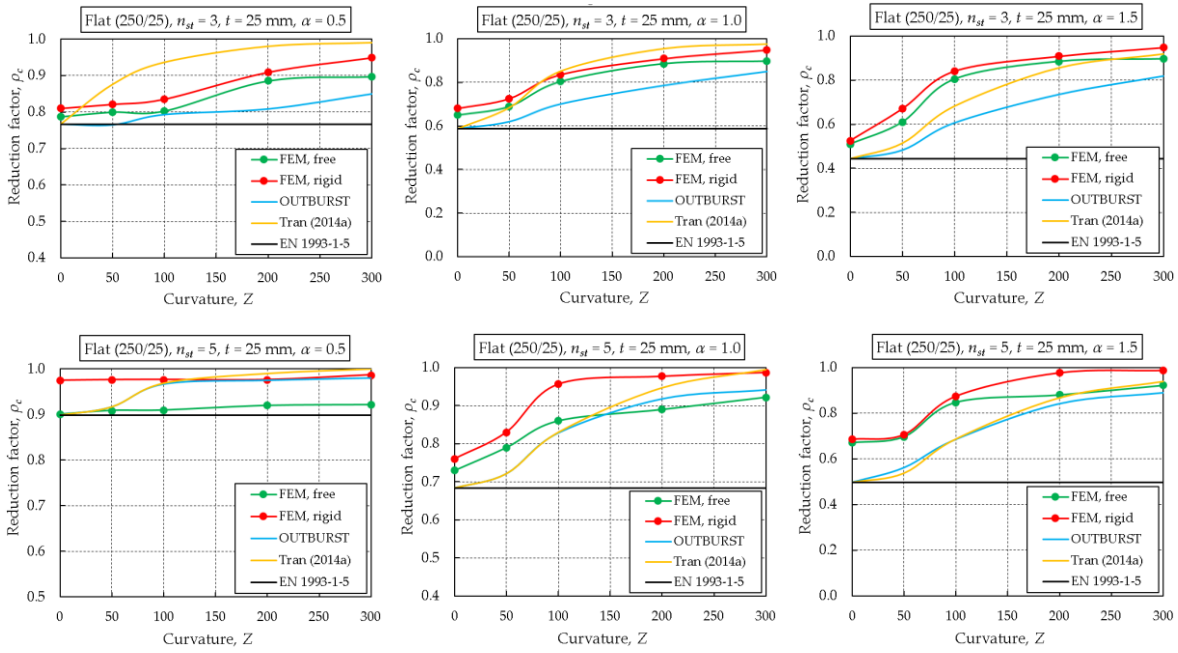 Flat (250/25), nst = 3, t = 25 mm, α = 0.5
Reduction factor, ρc
1.0
0.9
0.8
0.7
0.6
0.5
0.4
FEM, free
FEM, rigid
OUTBURST
Tran (2014a)
EN 1993-1-5
0 50 100 150 200 250 300
Curvature, Z
Flat (250/25), nst = 3, t = 25 mm, α = 1.0
Reduction factor, ρc
1.0
0.8
0.6
0.4
0.2
0.0
FEM, free
FEM, rigid
OUTBURST
Tran (2014a)
EN 1993-1-5
0 50 100 150 200 250 300
Curvature, Z
Flat (250/25), nst = 3, t = 25 mm, α = 1.5
Reduction factor, ρc
1.0
0.8
0.6
0.4
0.2
0.0
FEM, free
FEM, rigid
OUTBURST
Tran (2014a)
EN 1993-1-5
0 50 100 150 200 250 300
Curvature, Z
Flat (250/25), nst = 5, t = 25 mm, α = 0.5
Reduction factor, ρc
1.0
0.9
0.8
0.7
0.6
0.5
FEM, free
FEM, rigid
OUTBURST
Tran (2014a)
EN 1993-1-5
0 50 100 150 200 250 300
Curvature, Z
Flat (250/25), nst = 5, t = 25 mm, α = 1.0
Reduction factor, ρc
1.0
0.9
0.8
0.7
0.6
0.5
0.4
FEM, free
FEM, rigid
OUTBURST
Tran (2014a)
EN 1993-1-5
0 50 100 150 200 250 300
Curvature, Z
Flat (250/25), nst = 5, t = 25 mm, α = 1.5
Reduction factor, ρc
1.0
0.8
0.6
0.4
0.2
0.0
FEM, free
FEM, rigid
OUTBURST
Tran (2014a)
EN 1993-1-5
0 50 100 150 200 250 300
Curvature, Z